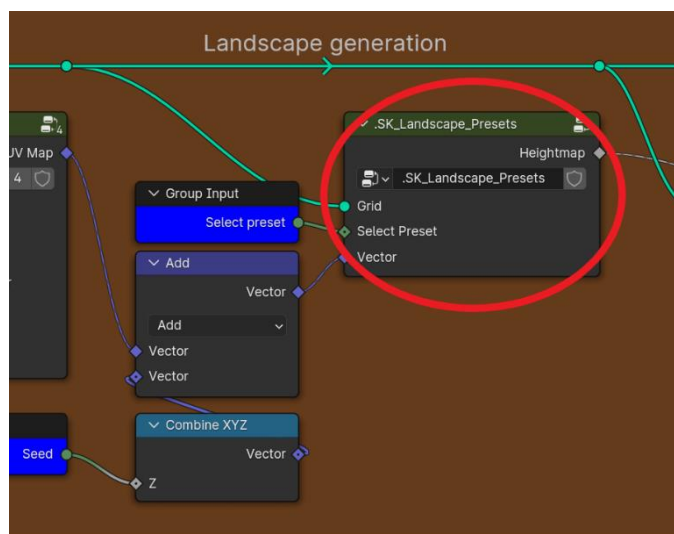 Landscape generation
4
UV Map
4
Group Input
Select preset
Add
Vector
Add
Vector
Vector
.SK_Landscape_Presets
Heightmap
.SK_Landscape_Presets
Grid
Select Preset
Vector
Seed
Combine XYZ
Vector
Z